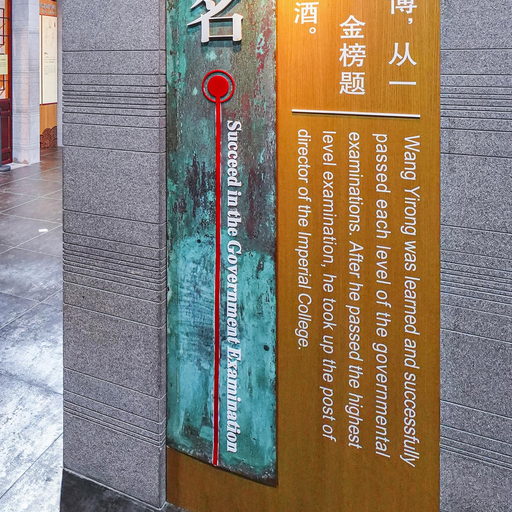 名
Succeed in the Government Examination
博，从一
金榜题
酒。
Wang Yirong was learned and successfully
passed each level of the governmental
examinations. After he passed the highest
level examination, he took up the post of
director of the Imperial College.